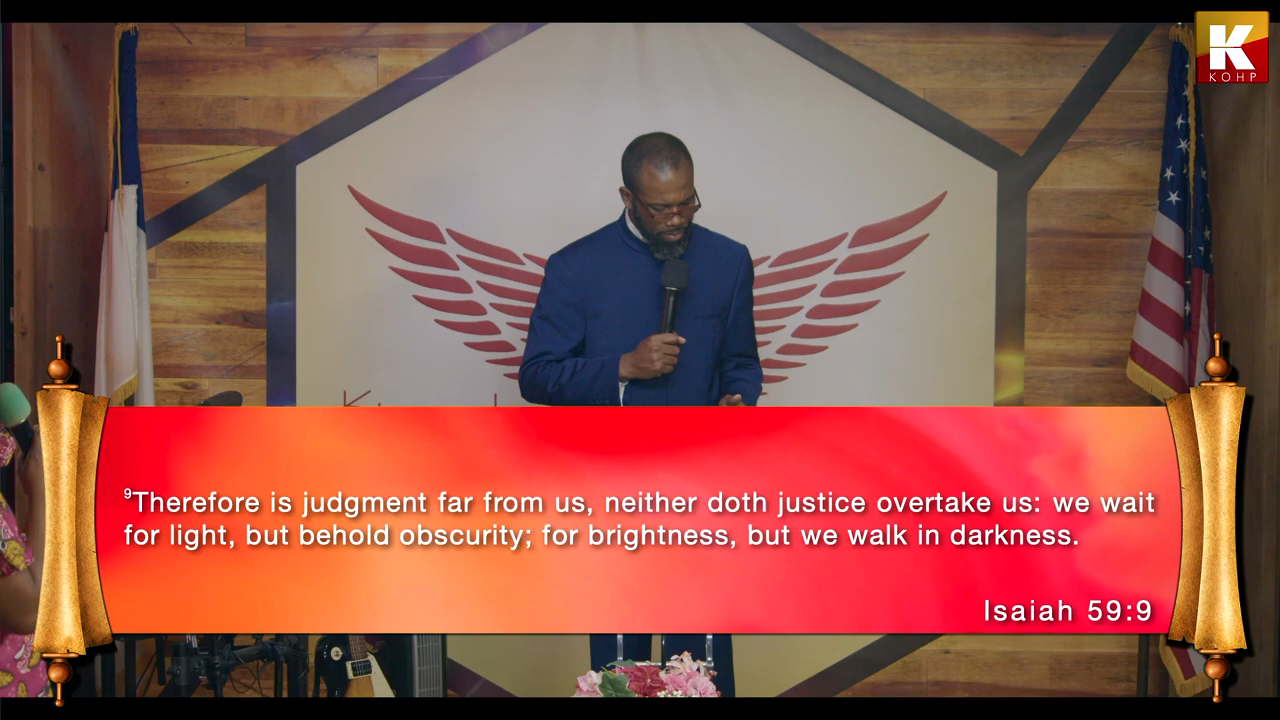 K
KOHP
⁹Therefore is judgment far from us, neither doth justice overtake us: we wait
for light, but behold obscurity; for brightness, but we walk in darkness.
Isaiah 59:9